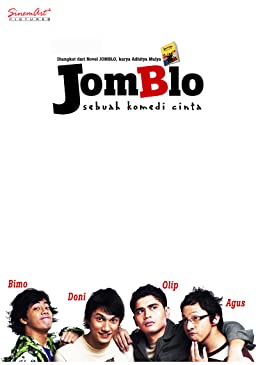 SinemArt
PICTURES
Diangkat dari Novel JOMBLO, karya Adhitya Mulya
JomBlo
sebuah komedi cinta
Bimo
Doni
Olip
Agus